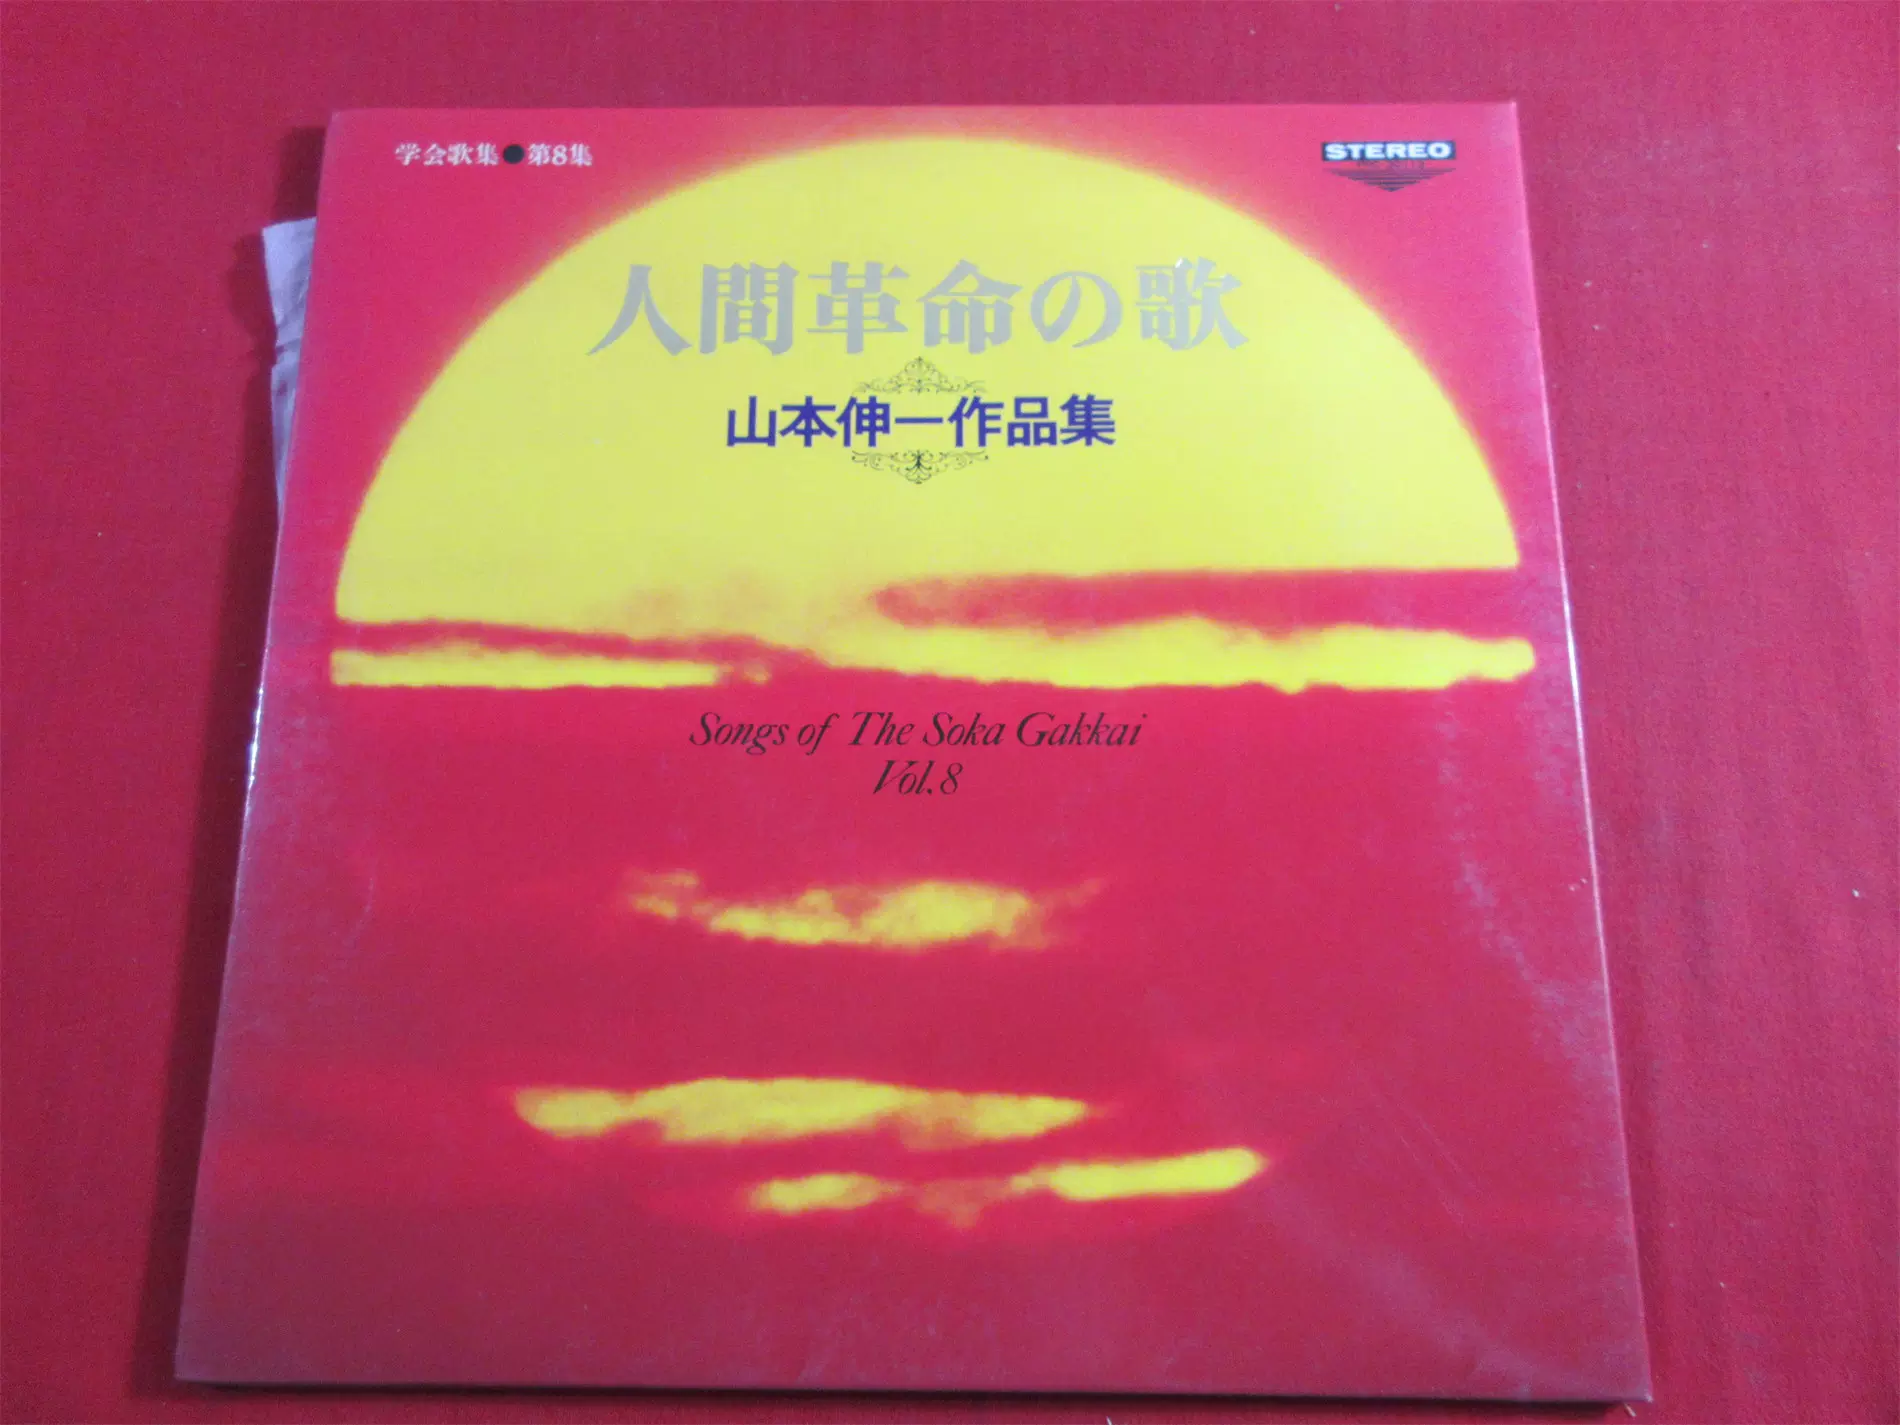 学会歌集●第8集
STEREO
人間革命の歌
山本伸一作品集
Songs of The Soka Gakkai
Vol.8